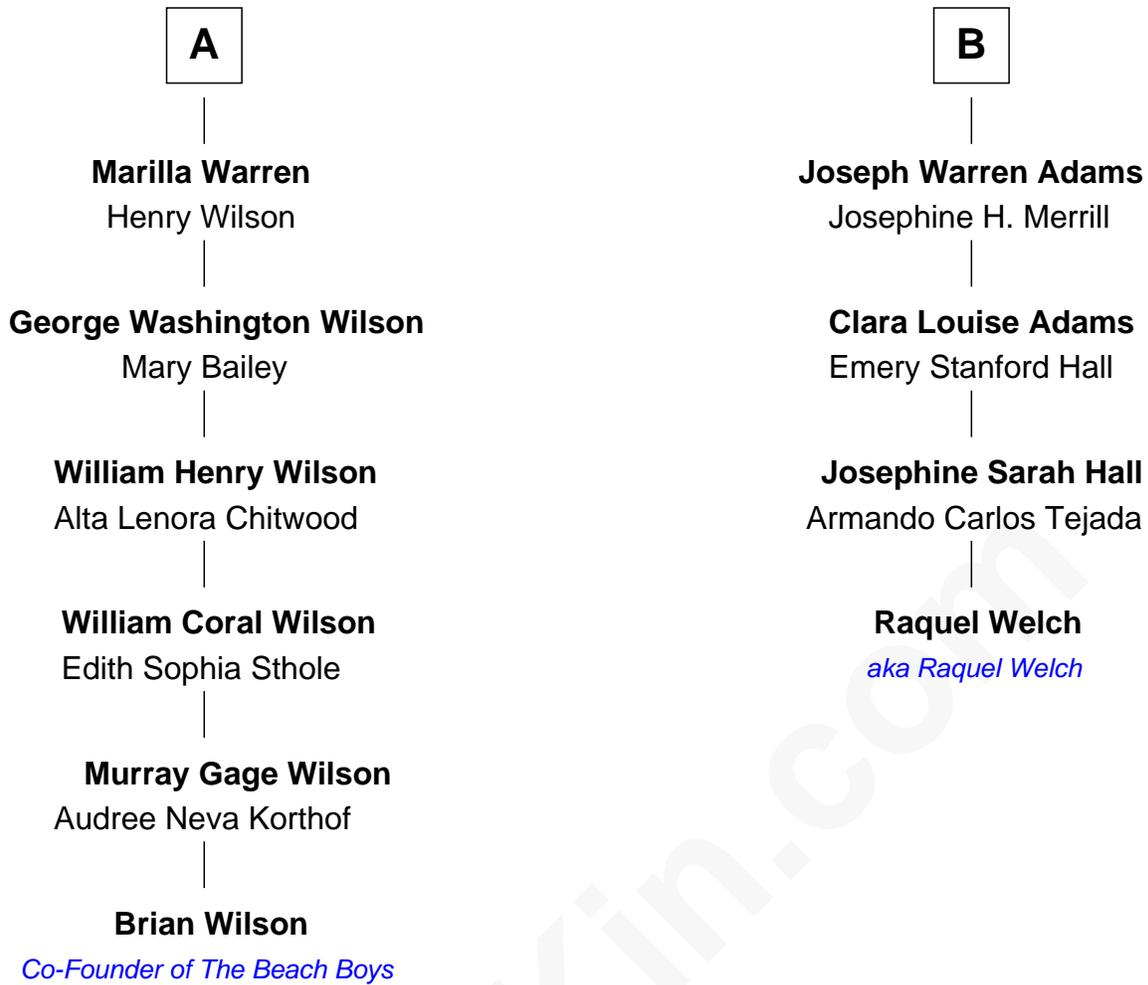 A
Marilla Warren
Henry Wilson
George Washington Wilson
Mary Bailey
William Henry Wilson
Alta Lenora Chitwood
William Coral Wilson
Edith Sophia Sthole
Murray Gage Wilson
Audree Neva Korthof
Brian Wilson
Co-Founder of The Beach Boys
B
Joseph Warren Adams
Josephine H. Merrill
Clara Louise Adams
Emery Stanford Hall
Josephine Sarah Hall
Armando Carlos Tejada
Raquel Welch
aka Raquel Welch
Kin.com